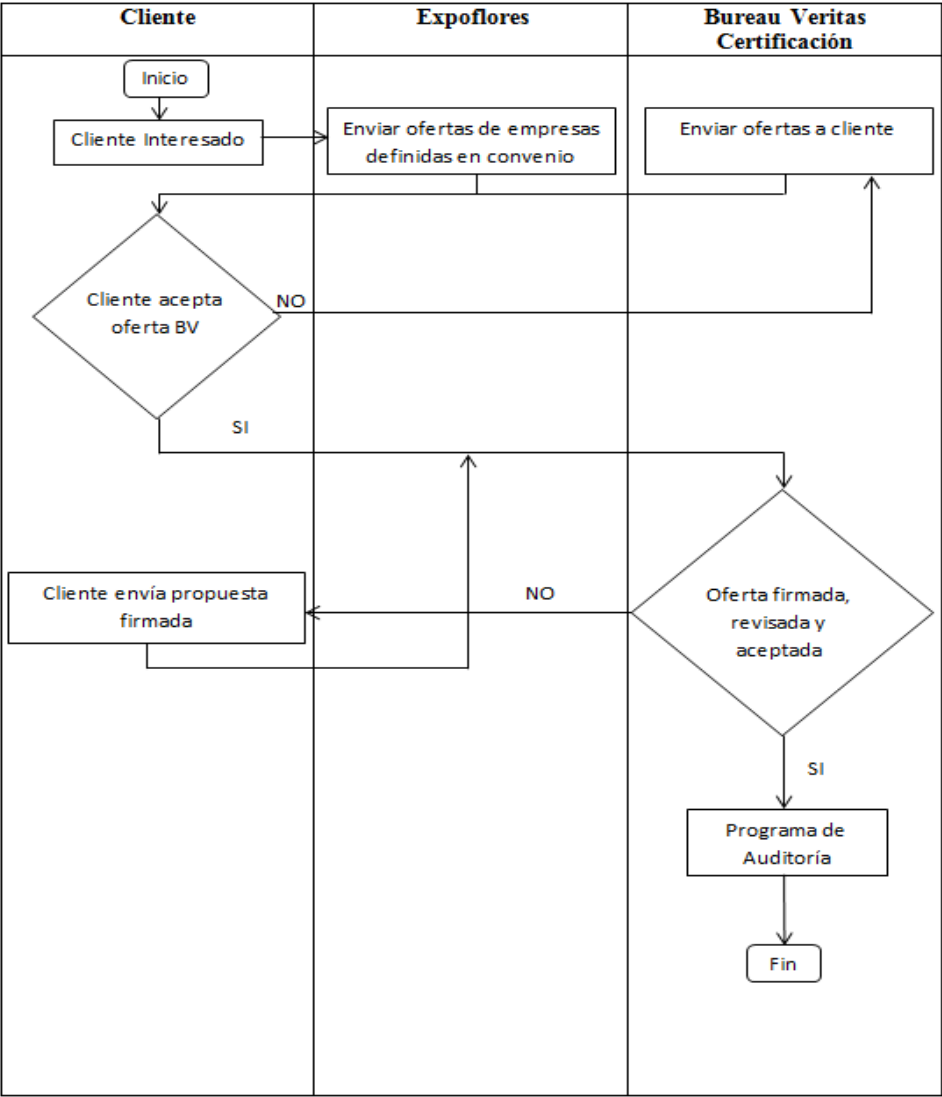 Cliente
Expoflores
Bureau Veritas
Certificación
Inicio
Cliente Interesado
Enviar ofertas de empresas
definidas en convenio
Enviar ofertas a cliente
Cliente acepta
oferta BV
NO
SI
Cliente envía propuesta
firmada
NO
Oferta firmada,
revisada y
aceptada
SI
Programa de
Auditoría
Fin